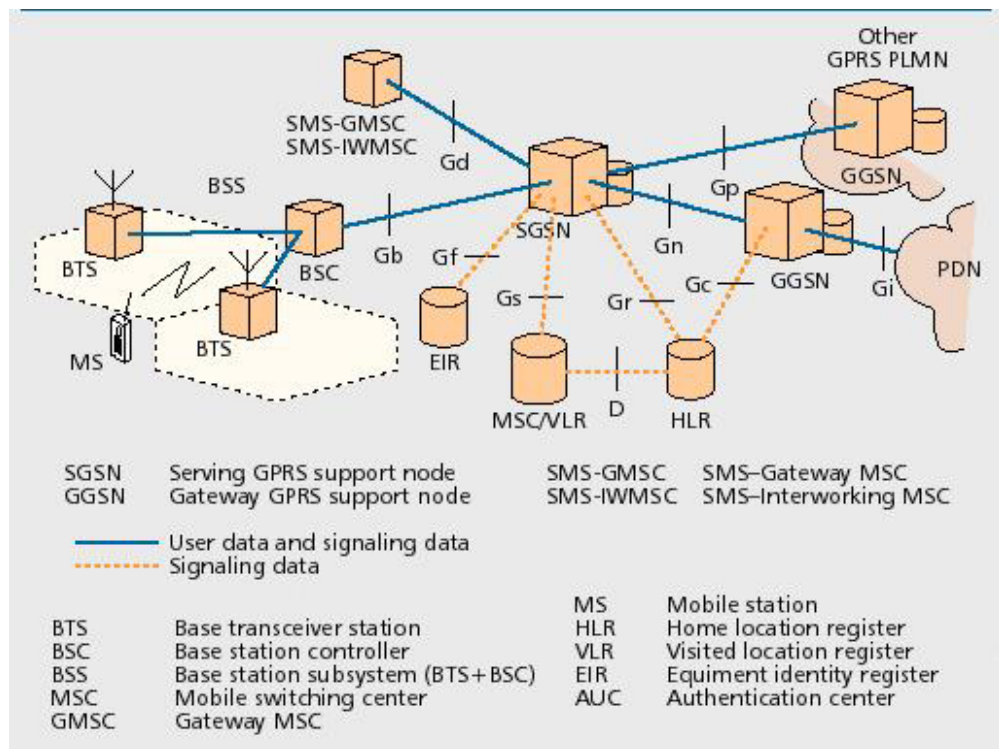 Other
GPRS PLMN
SMS-GMSC
SMS-IWMSC
Gd
GGSN
BSS
Gp
SGSN
Gn
BTS
BSC
Gb
Gf
GGSN
Gi
PDN
Gs
Gr
Gc
MS
BTS
EIR
MSC/VLR
D
HLR
SGSN Serving GPRS support node
GGSN Gateway GPRS support node
SMS-GMSC SMS–Gateway MSC
SMS-IWMSC SMS–Interworking MSC
User data and signaling data
Signaling data
BTS Base transceiver station
BSC Base station controller
BSS Base station subsystem (BTS+BSC)
MSC Mobile switching center
GMSC Gateway MSC
MS Mobile station
HLR Home location register
VLR Visited location register
EIR Equiment identity register
AUC Authentication center